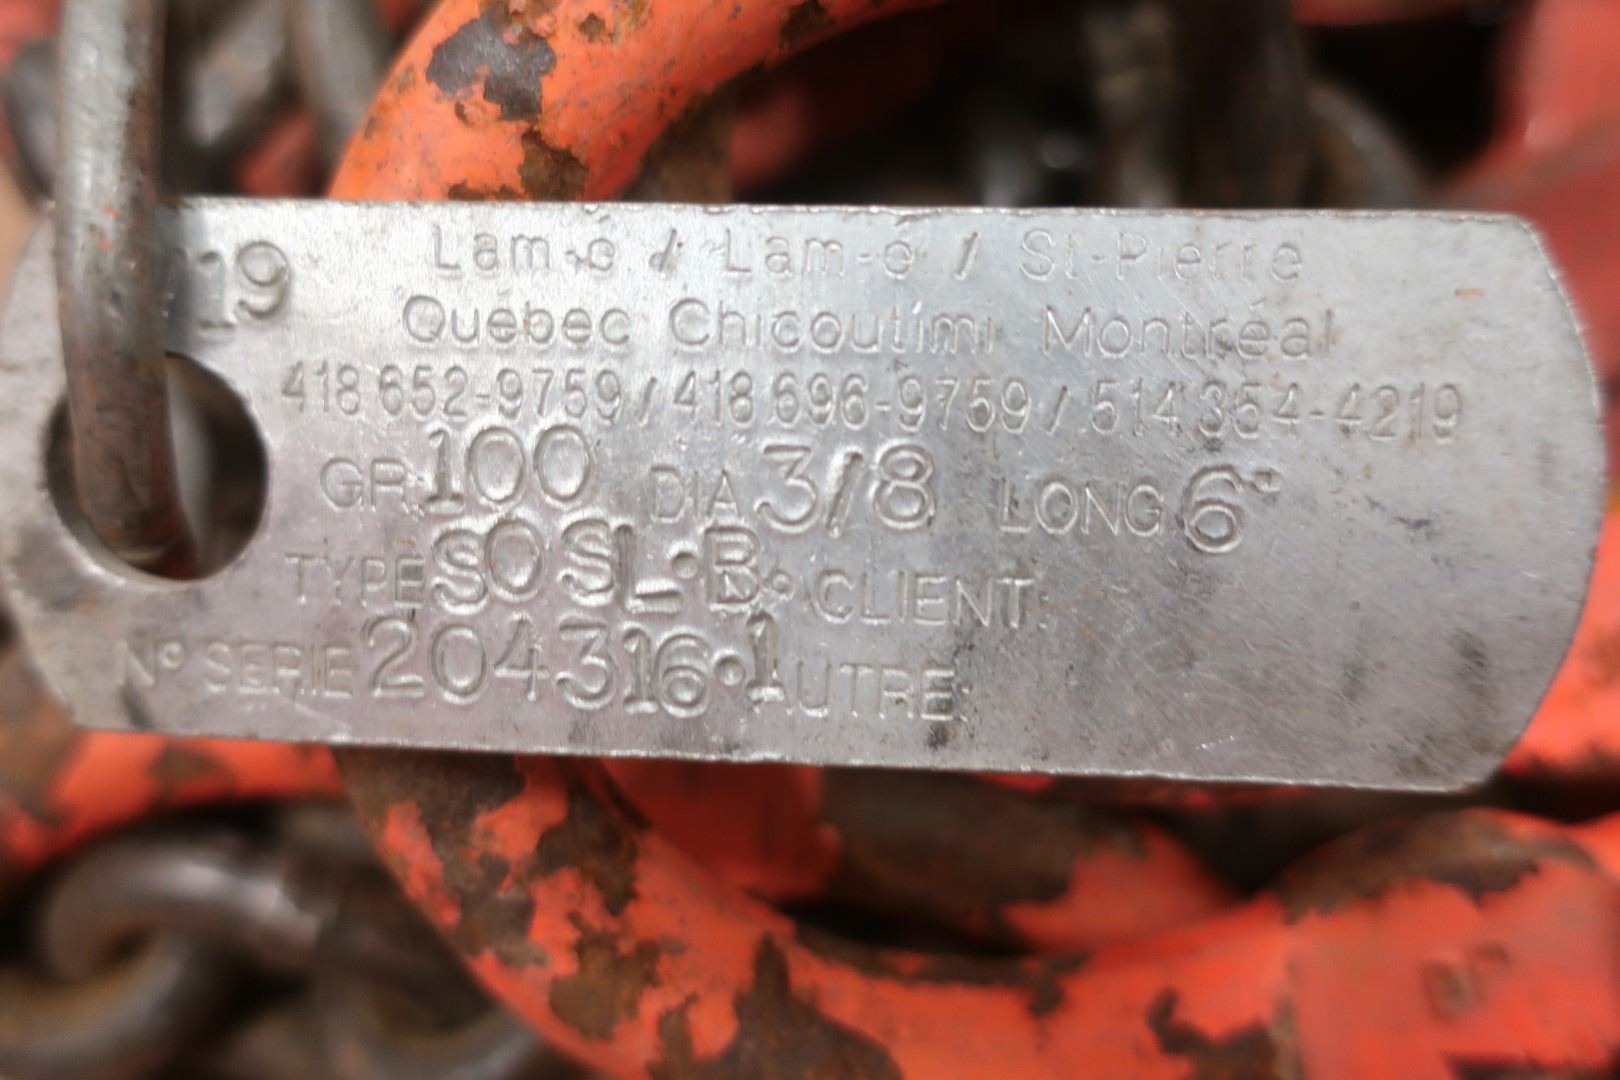 19
Lam-é / Lam-é / St-Pierre
Québec Chicoutimi Montréal
418 652-9759 / 418 696-9759 / 514 354-4219
GR: 100 DIA 3/8 LONG 6'
TYPE SOSL·B· CLIENT:
N° SERIE 204316·1 AUTRE: